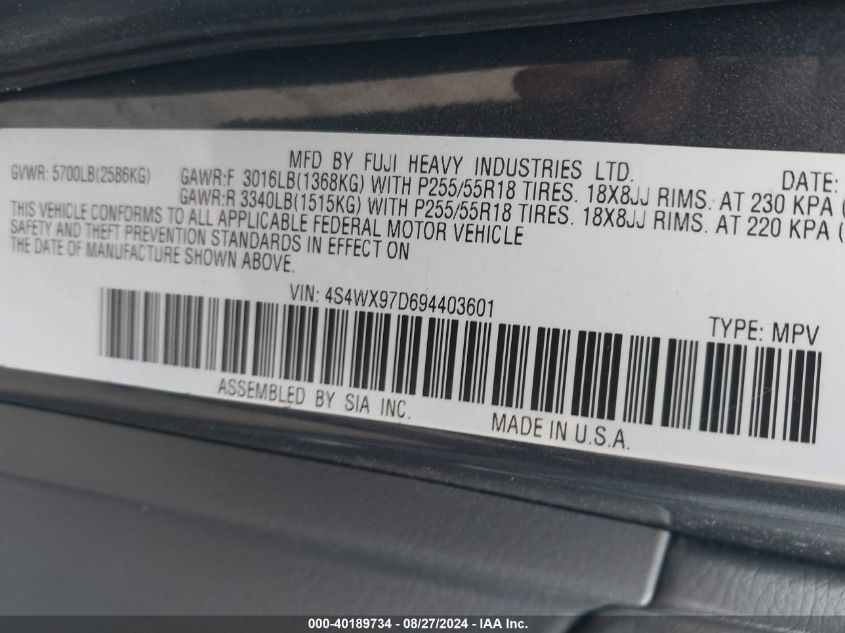 MFD BY FUJI HEAVY INDUSTRIES LTD. DATE:
GVWR: 5700LB(2586KG) GAWR:F 3016LB(1368KG) WITH P255/55R18 TIRES. 18X8JJ RIMS. AT 230 KPA (
GAWR:R 3340LB(1515KG) WITH P255/55R18 TIRES. 18X8JJ RIMS. AT 220 KPA (
THIS VEHICLE CONFORMS TO ALL APPLICABLE FEDERAL MOTOR VEHICLE
SAFETY AND THEFT PREVENTION STANDARDS IN EFFECT ON
THE DATE OF MANUFACTURE SHOWN ABOVE.
VIN: 4S4WX97D694403601 TYPE: MPV
ASSEMBLED BY SIA INC. MADE IN U.S.A.
000-40189734 - 08/27/2024 - IAA Inc.